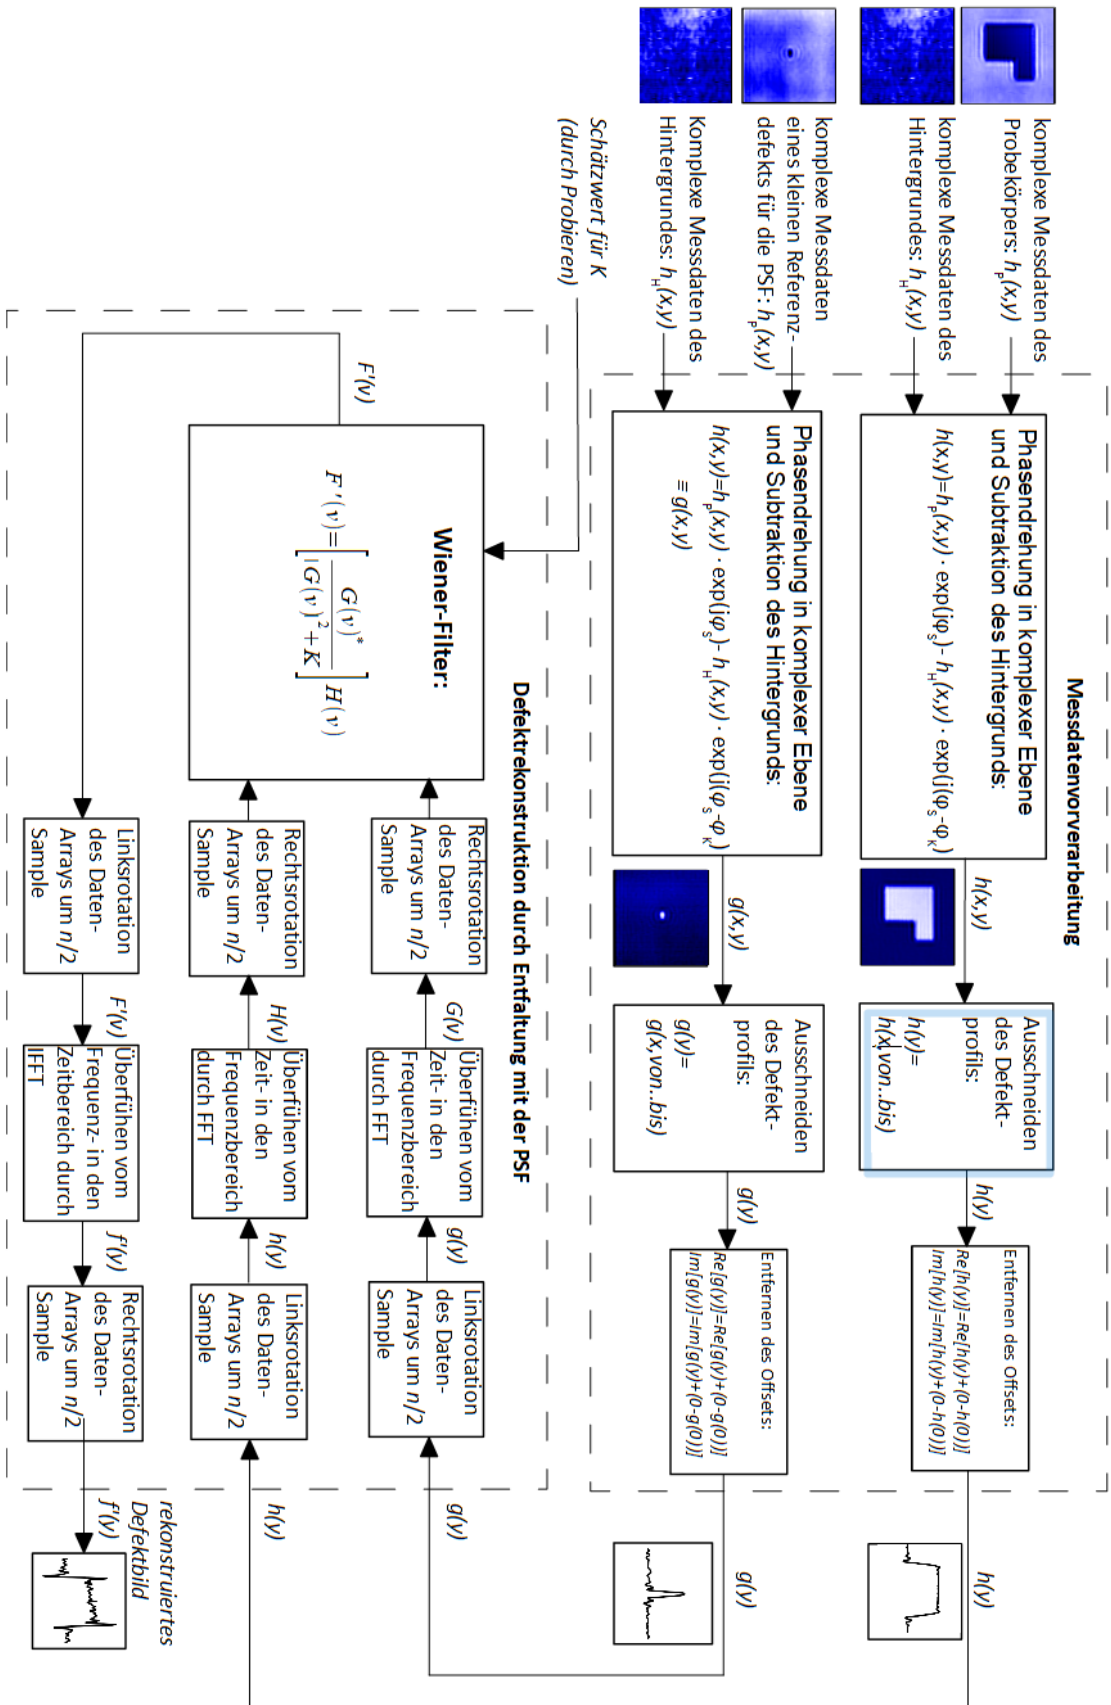 Messdatenvorverarbeitung
komplexe Messdaten des
Probekörpers: hP(x,y)
komplexe Messdaten des
Hintergrundes: hH(x,y)
Phasendrehung in komplexer Ebene
und Subtraktion des Hintergrunds:
h(x,y)=hP(x,y) · exp(jφS)- hH(x,y) · exp(j(φS-φK)
h(x,y)
Ausschneiden
des Defekt-
profils:
h(y)=
h(x,von..bis)
h(y)
Entfernen des Offsets:
Re[h(y)]=Re[h(y)+(0-h(0))]
Im[h(y)]=Im[h(y)+(0-h(0))]
h(y)
komplexe Messdaten
eines kleinen Referenz-
defekts für die PSF: hP(x,y)
Komplexe Messdaten des
Hintergrundes: hH(x,y)
Phasendrehung in komplexer Ebene
und Subtraktion des Hintergrunds:
h(x,y)=hP(x,y) · exp(jφS)- hH(x,y) · exp(j(φS-φK)
≡ g(x,y)
g(x,y)
Ausschneiden
des Defekt-
profils:
g(y)=
g(x,von..bis)
g(y)
Entfernen des Offsets:
Re[g(y)]=Re[g(y)+(0-g(0))]
Im[g(y)]=Im[g(y)+(0-g(0))]
g(y)
Schätzwert für K
(durch Probieren)
Defektrekonstruktion durch Entfaltung mit der PSF
Wiener-Filter:
F'(v)=[G(v)*/|G(v)²+K]H(v)
Rechtsrotation
des Daten-
Arrays um n/2
Sample
G(v)
Überfühen vom
Zeit- in den
Frequenzbereich
durch FFT
g(y)
Linksrotation
des Daten-
Arrays um n/2
Sample
g(y)
Rechtsrotation
des Daten-
Arrays um n/2
Sample
H(v)
Überfühen vom
Zeit- in den
Frequenzbereich
durch FFT
h(y)
Linksrotation
des Daten-
Arrays um n/2
Sample
h(y)
F'(v)
Linksrotation
des Daten-
Arrays um n/2
Sample
F'(v)
Überfühen vom
Frequenz- in den
Zeitbereich durch
IFFT
f'(y)
Rechtsrotation
des Daten-
Arrays um n/2
Sample
rekonstruiertes
Defektbild
f'(y)